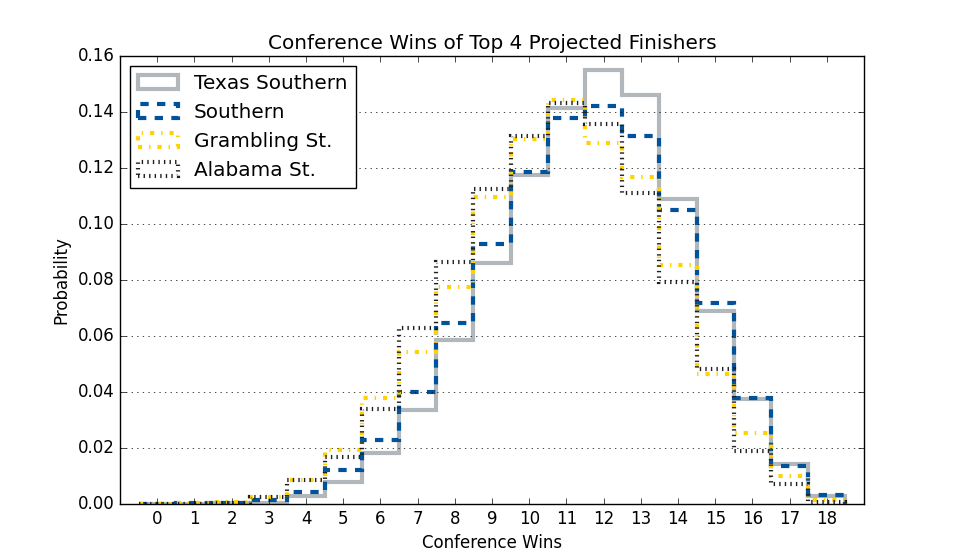 Conference Wins of Top 4 Projected Finishers
Texas Southern
Southern
Grambling St.
Alabama St.
0.16
0.14
0.12
0.10
0.08
0.06
0.04
0.02
0.00
Probability
0 1 2 3 4 5 6 7 8 9 10 11 12 13 14 15 16 17 18
Conference Wins